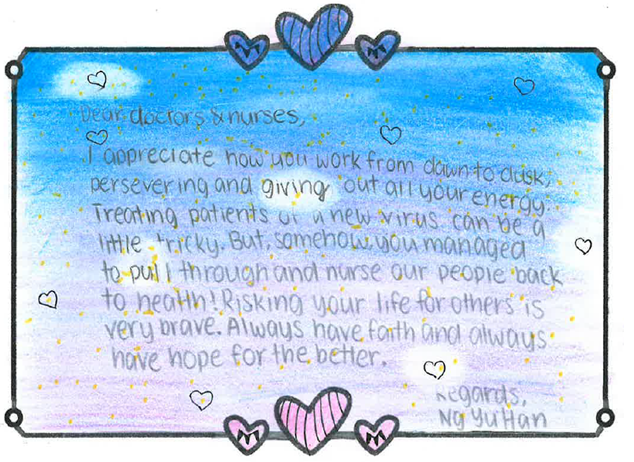 Dear doctors & nurses,
I appreciate how you work from dawn to dusk,
persevering and giving out all your energy.
Treating patients of a new virus can be a
little tricky. But, somehow you managed
to pull through and nurse our people back
to health! Risking your life for others is
very brave. Always have faith and always
have hope for the better.
Regards,
Ng Yu Han